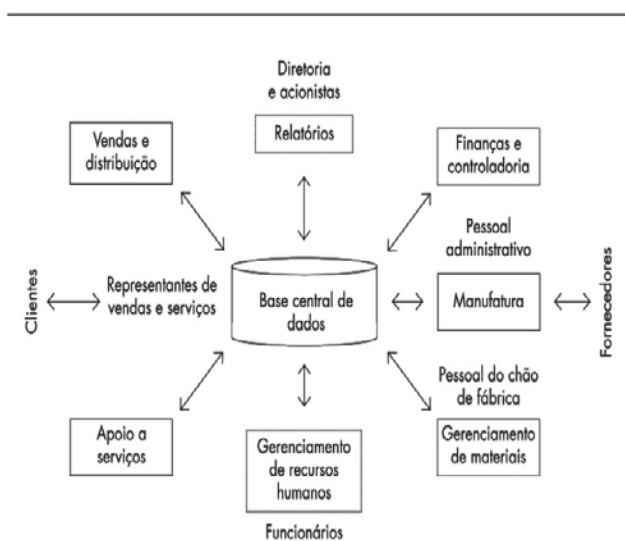 Diretoria
e acionistas
Relatórios
Vendas e
distribuição
Finanças e
controladoria
Pessoal
administrativo
Clientes
Representantes de
vendas e serviços
Base central de
dados
Manufatura
Fornecedores
Pessoal do chão
de fábrica
Apoio a
serviços
Gerenciamento
de recursos
humanos
Funcionários
Gerenciamento
de materiais